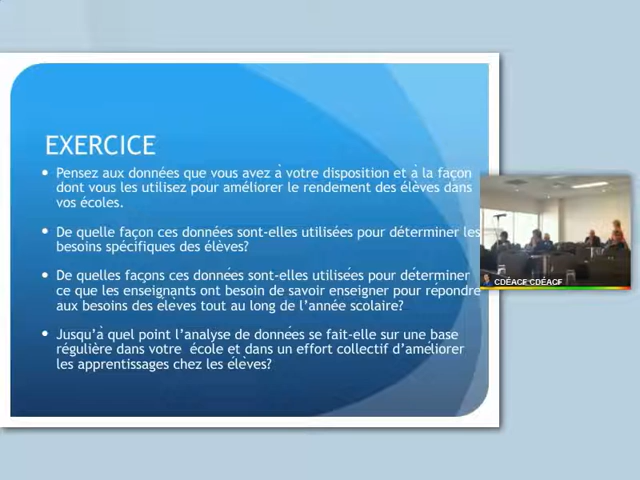 EXERCICE
• Pensez aux données que vous avez à votre disposition et à la façon
dont vous les utilisez pour améliorer le rendement des élèves dans
vos écoles.
• De quelle façon ces données sont-elles utilisées pour déterminer les
besoins spécifiques des élèves?
• De quelles façons ces données sont-elles utilisées pour déterminer
ce que les enseignants ont besoin de savoir enseigner pour répondre
aux besoins des élèves tout au long de l'année scolaire?
• Jusqu'à quel point l'analyse de données se fait-elle sur une base
régulière dans votre école et dans un effort collectif d'améliorer
les apprentissages chez les élèves?
CDÉACF CDÉACF